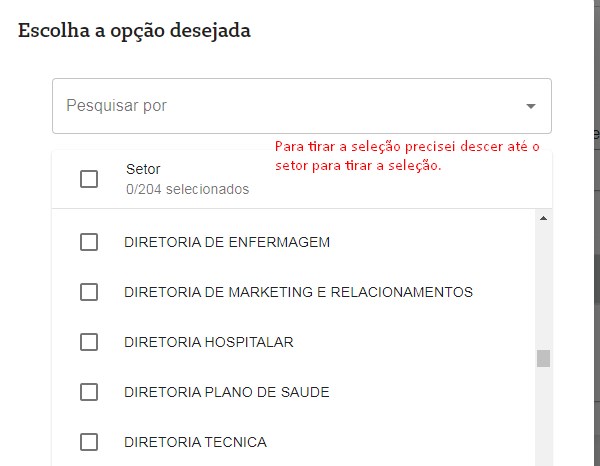 Escolha a opção desejada
Pesquisar por
Para tirar a seleção precisei descer até o
setor para tirar a seleção.
Setor
0/204 selecionados
DIRETORIA DE ENFERMAGEM
DIRETORIA DE MARKETING E RELACIONAMENTOS
DIRETORIA HOSPITALAR
DIRETORIA PLANO DE SAUDE
DIRETORIA TECNICA